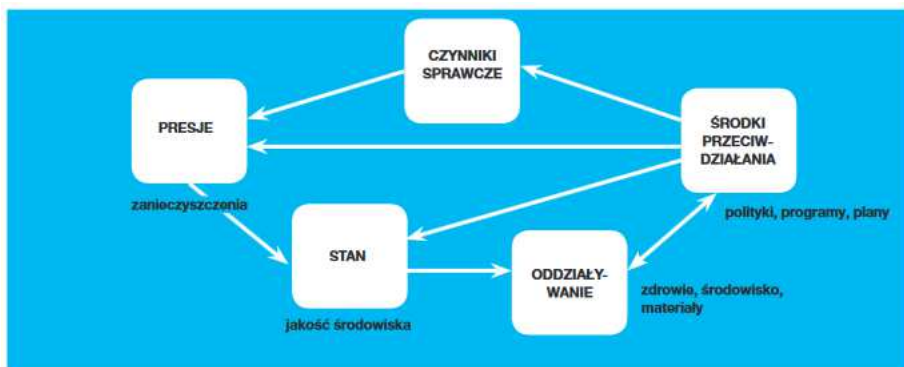 CZYNNIKI
SPRAWCZE
PRESJE
zanieczyszczenia
ŚRODKI
PRZECIW-
DZIAŁANIA
polityki, programy, plany
STAN
jakość środowiska
ODDZIAŁY-
WANIE
zdrowie, środowisko,
materiały